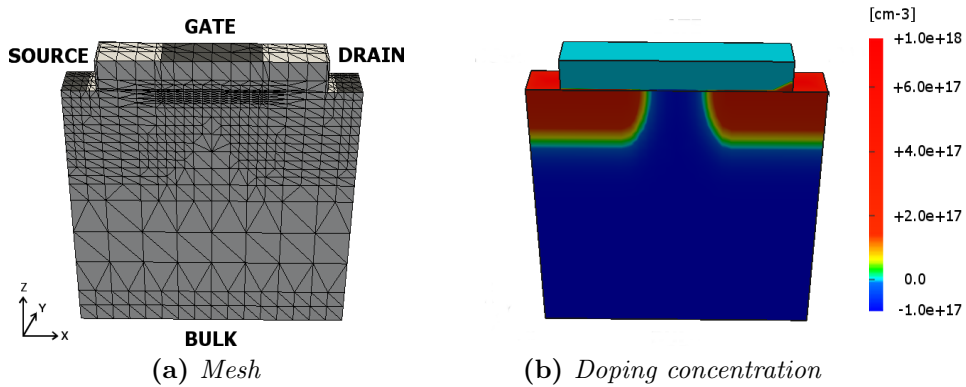 GATE
SOURCE
DRAIN
Z
Y
X
BULK
(a) Mesh
[cm-3]
+1.0e+18
+6.0e+17
+4.0e+17
+2.0e+17
0.0
-1.0e+17
(b) Doping concentration